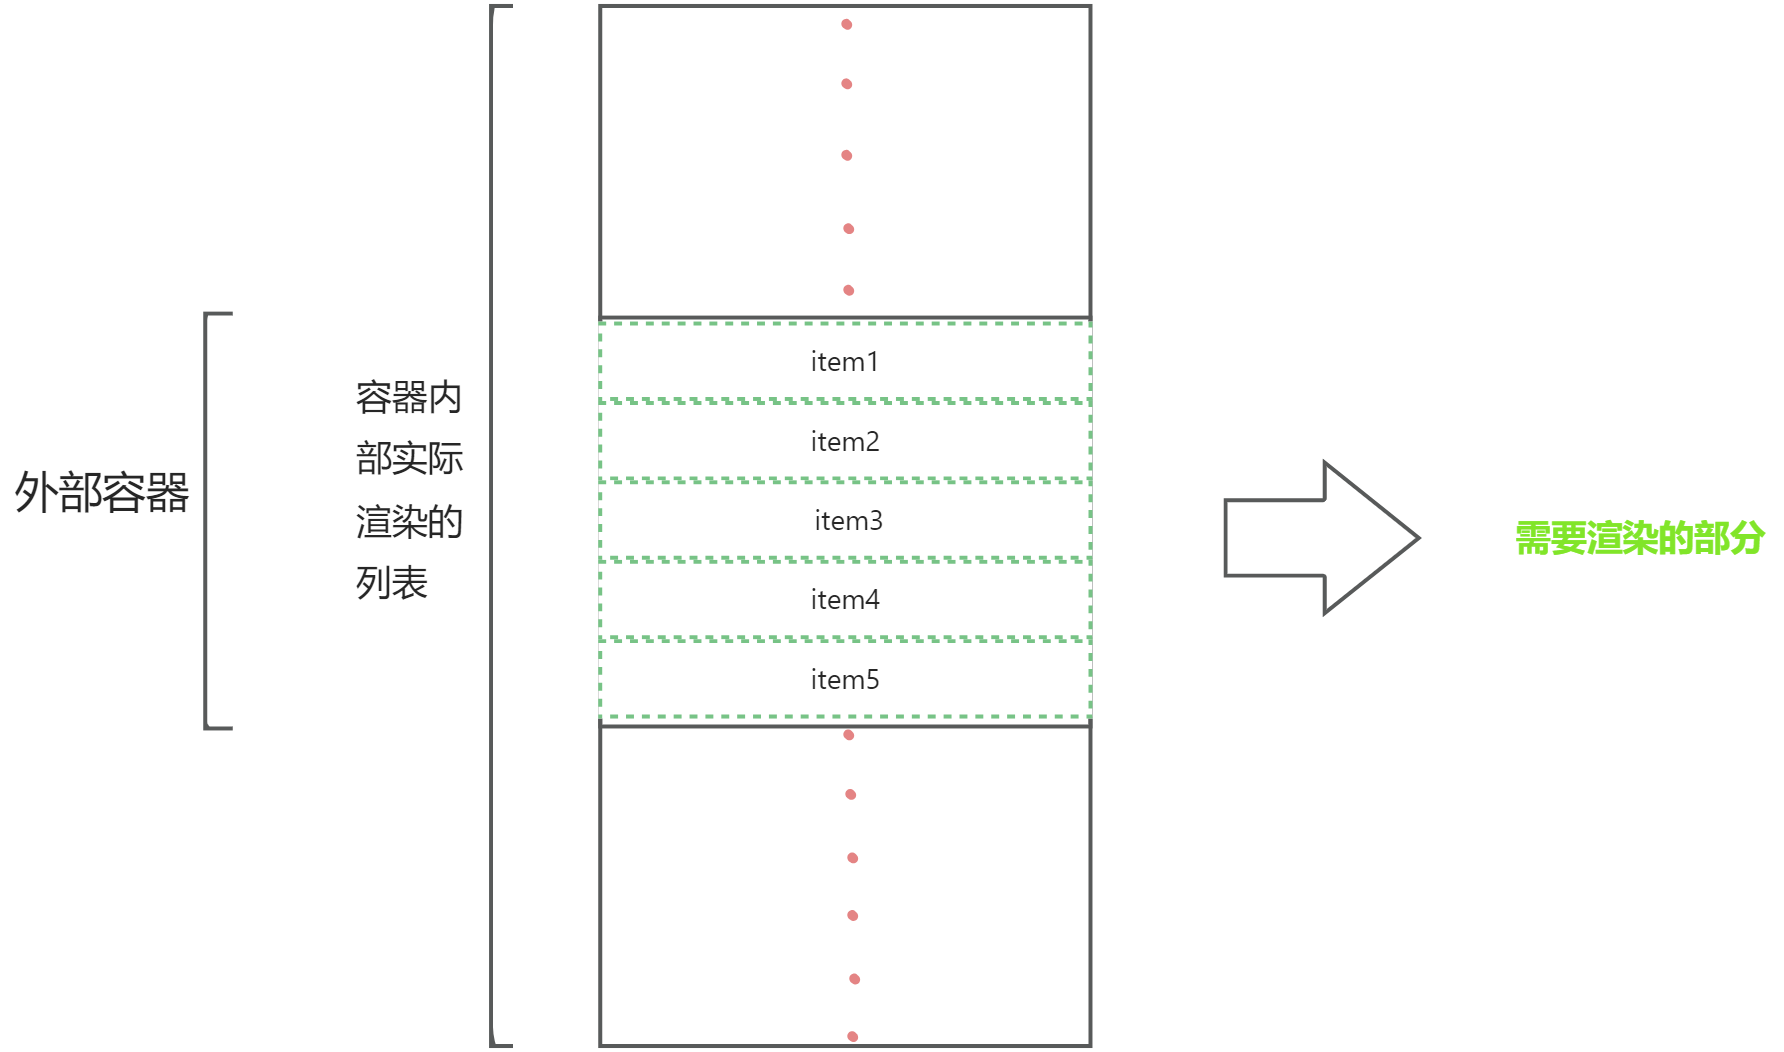 外部容器
容器内
部实际
渲染的
列表
item1
item2
item3
item4
item5
需要渲染的部分